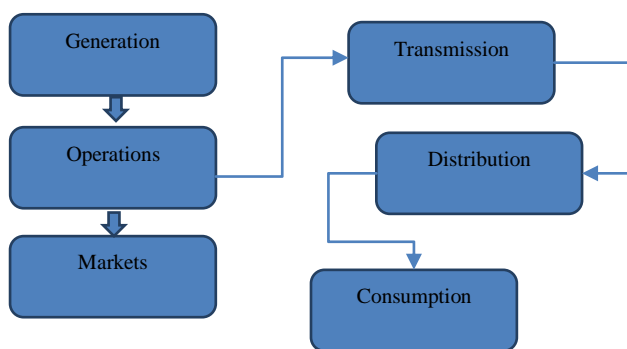 Generation
Operations
Markets
Transmission
Distribution
Consumption